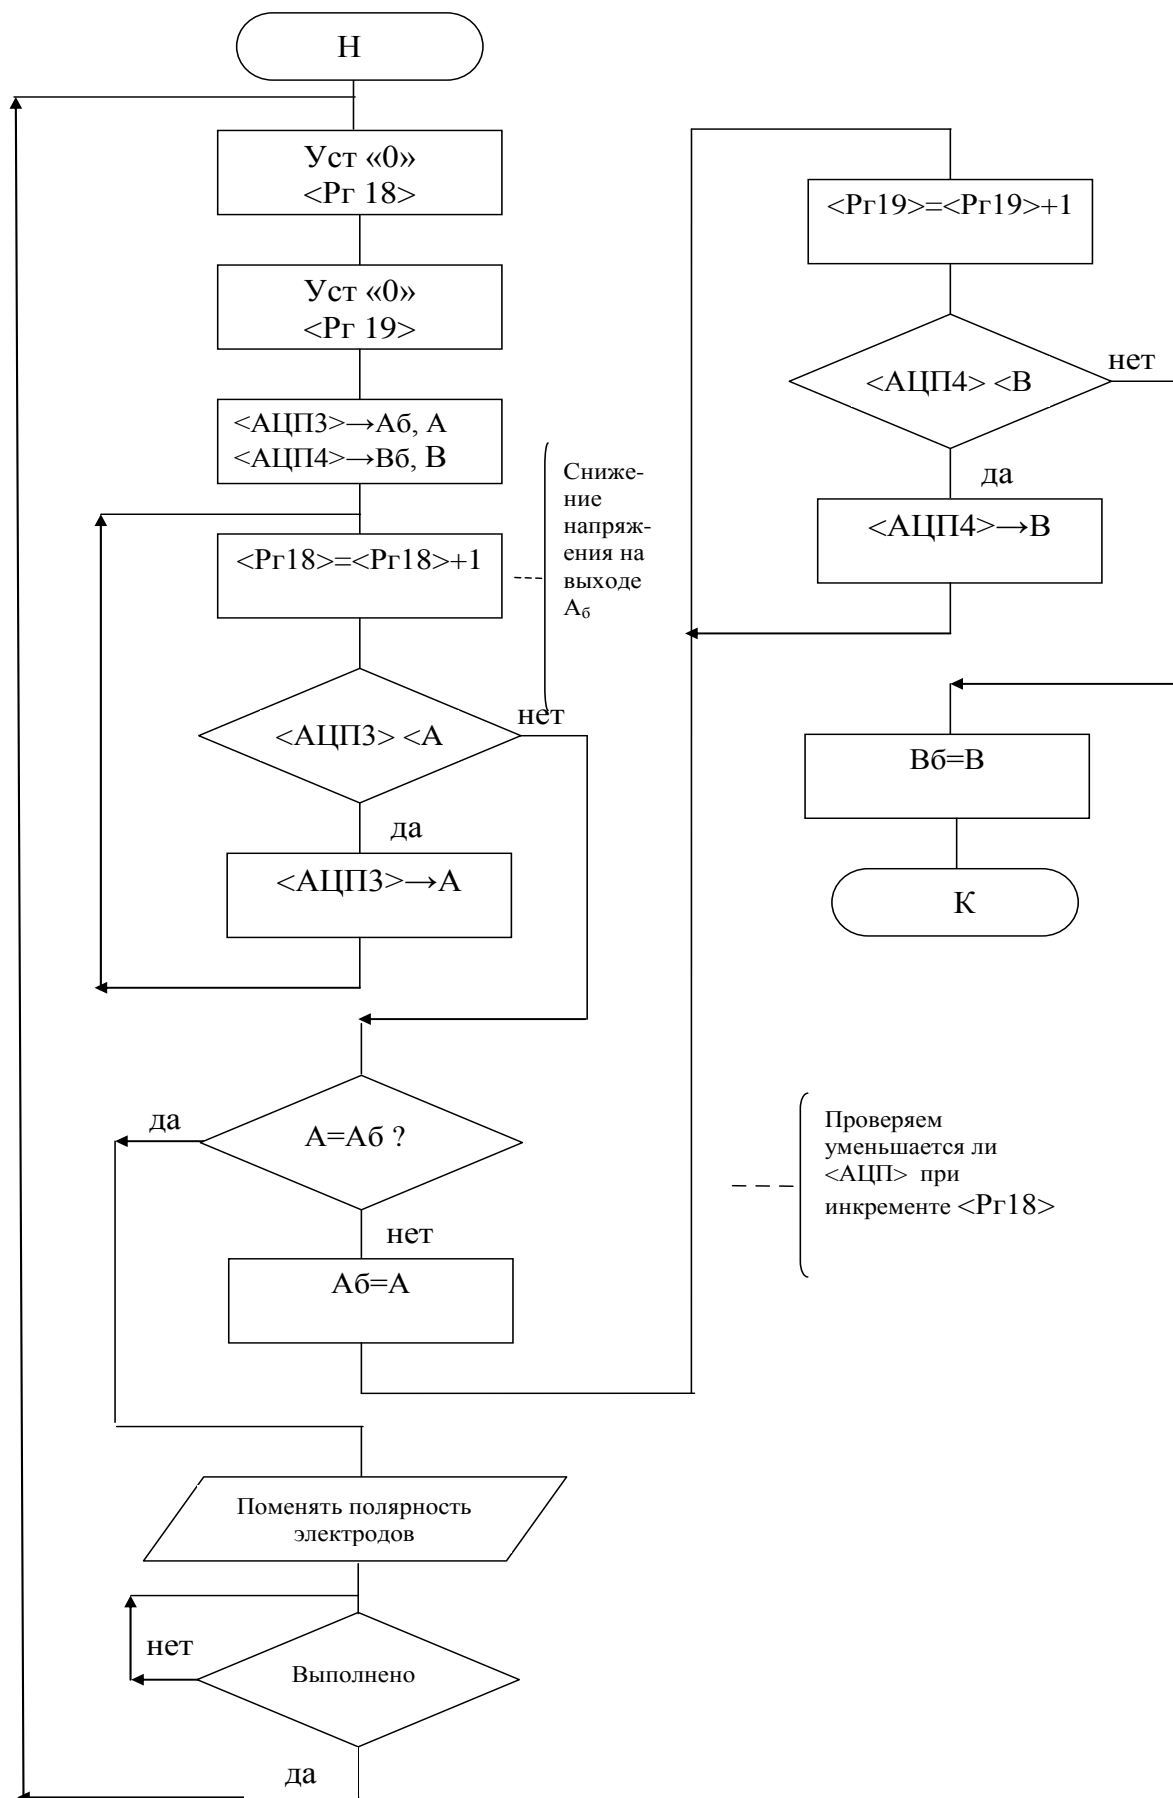 Н
Уст «0»
<Рг 18>
Уст «0»
<Рг 19>
<АЦП3>→Аб, А
<АЦП4>→Вб, В
<Рг18>=<Рг18>+1
Сниже-
ние
напряж-
ения на
выходе
Аб
<АЦП3> <А
нет
да
<АЦП3>→А
А=Аб ?
да
нет
Аб=А
Поменять полярность
электродов
Выполнено
нет
да
<Рг19>=<Рг19>+1
<АЦП4> <В
нет
да
<АЦП4>→В
Вб=В
К
Проверяем
уменьшается ли
<АЦП> при
инкременте <Рг18>